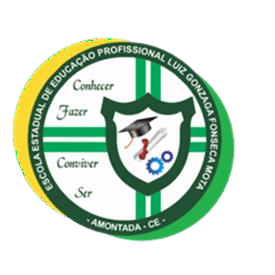 ESCOLA ESTADUAL DE EDUCAÇÃO PROFISSIONAL LUIZ GONZAGA FONSECA MOTA
Conhecer
Fazer
Conviver
Ser
- AMONTADA - CE -